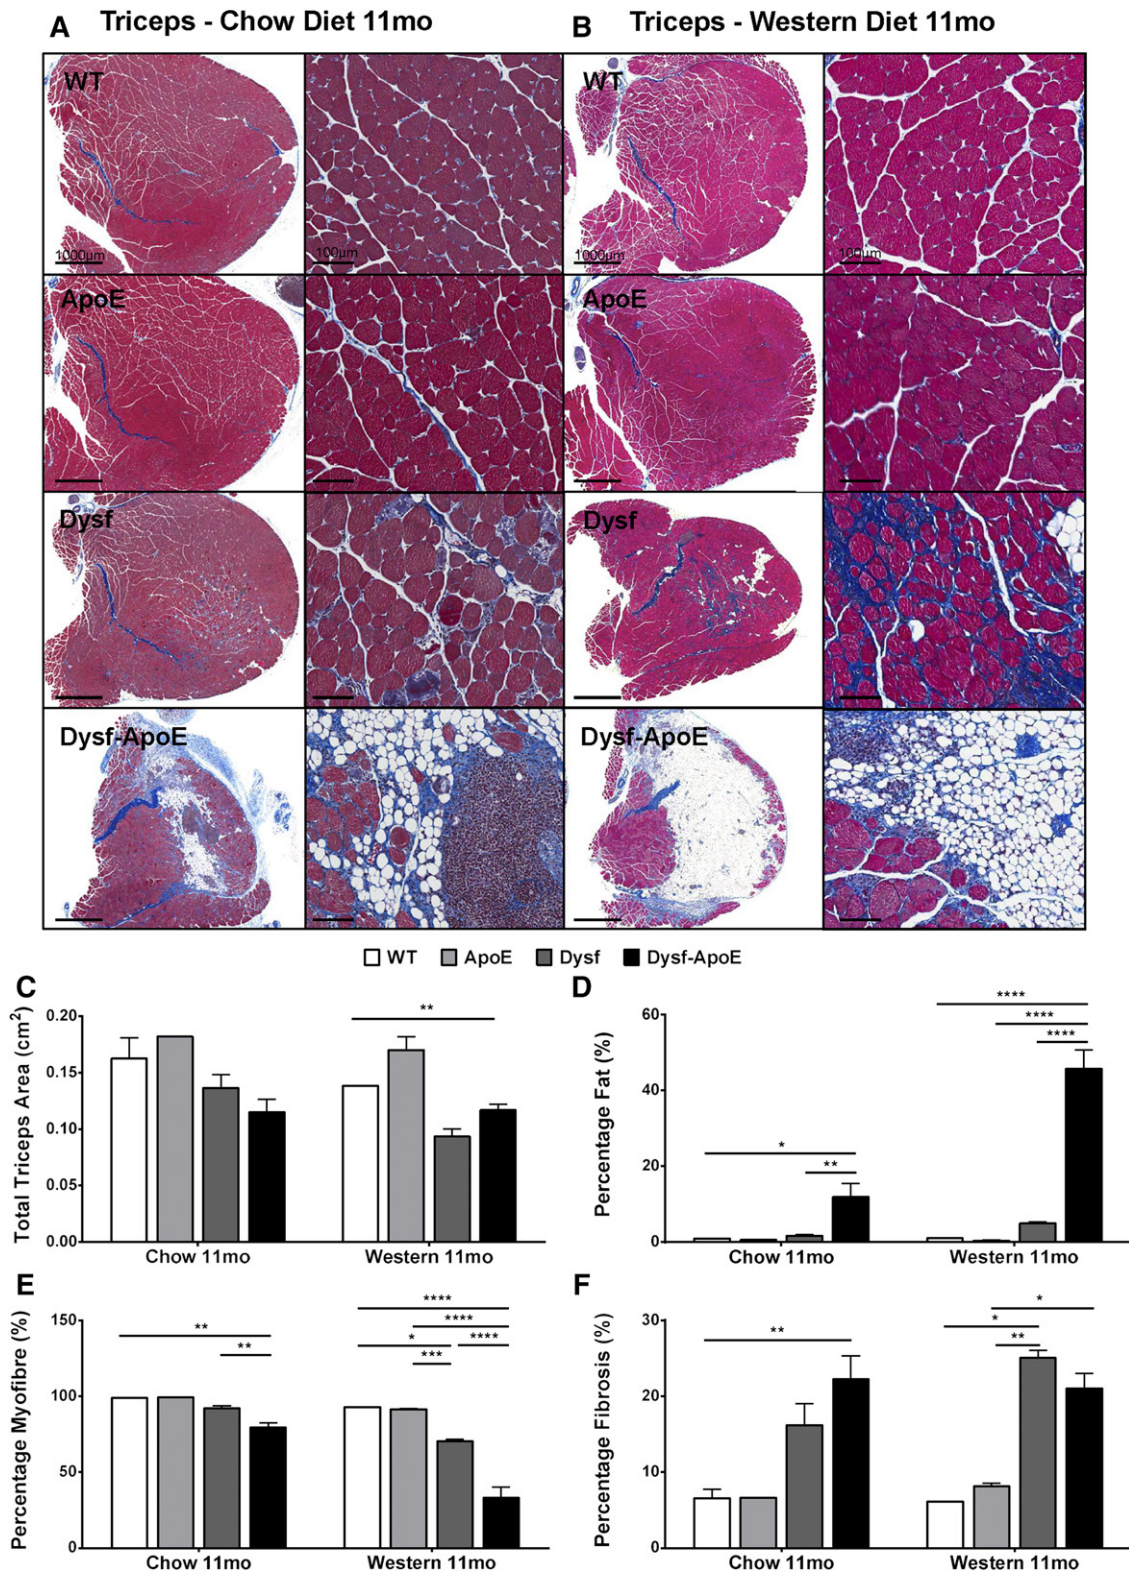 A Triceps - Chow Diet 11mo
B Triceps - Western Diet 11mo
WT
1000µm
100µm
WT
1000µm
100µm
ApoE
ApoE
Dysf
Dysf
Dysf-ApoE
Dysf-ApoE
WT ApoE Dysf Dysf-ApoE
C
Total Triceps Area (cm²)
0.20
0.15
0.10
0.05
0.00
**
Chow 11mo Western 11mo
D
Percentage Fat (%)
60
40
20
0
*
**
****
****
****
Chow 11mo Western 11mo
E
Percentage Myofibre (%)
150
100
50
0
**
**
****
****
* ****
***
Chow 11mo Western 11mo
F
Percentage Fibrosis (%)
30
20
10
0
**
*
*
**
Chow 11mo Western 11mo